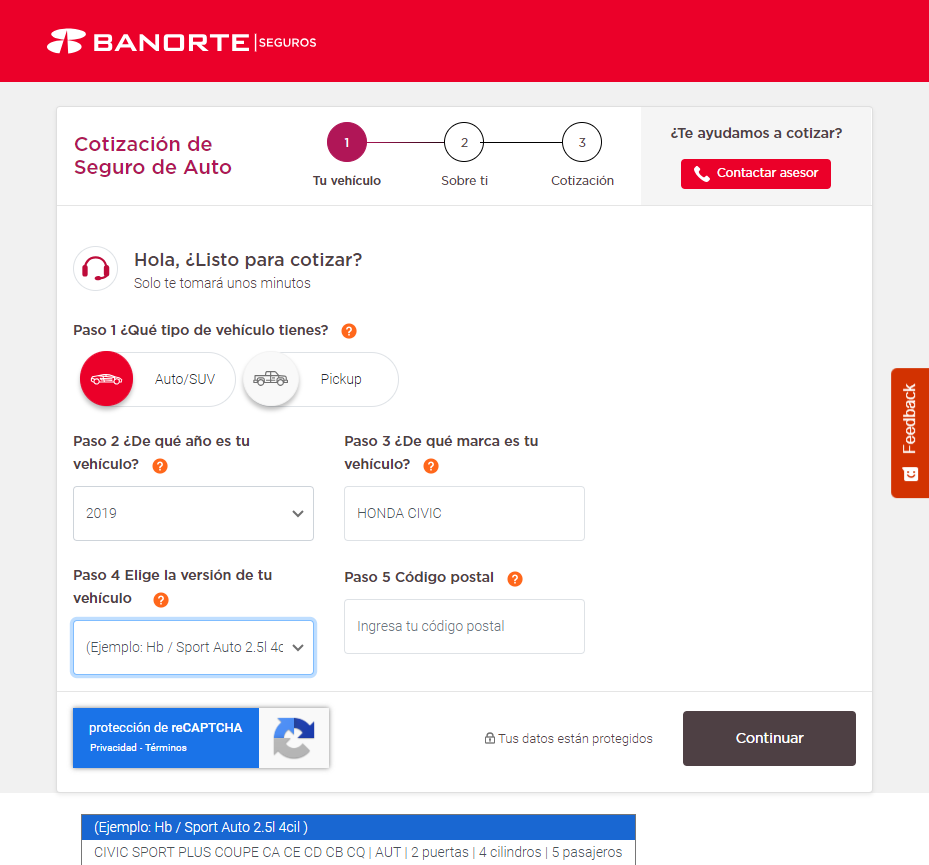 BANORTE | SEGUROS
Cotización de
Seguro de Auto
1
2
3
Tu vehículo
Sobre ti
Cotización
¿Te ayudamos a cotizar?
Contactar asesor
Hola, ¿Listo para cotizar?
Solo te tomará unos minutos
Paso 1 ¿Qué tipo de vehículo tienes? ?
Auto/SUV
Pickup
Paso 2 ¿De qué año es tu
vehículo? ?
2019
Paso 3 ¿De qué marca es tu
vehículo? ?
HONDA CIVIC
Paso 4 Elige la versión de tu
vehículo ?
(Ejemplo: Hb / Sport Auto 2.5l 4c
Paso 5 Código postal ?
Ingresa tu código postal
protección de reCAPTCHA
Privacidad - Términos
Tus datos están protegidos
Continuar
Feedback
(Ejemplo: Hb / Sport Auto 2.5l 4cil )
CIVIC SPORT PLUS COUPE CA CE CD CB CQ | AUT | 2 puertas | 4 cilindros | 5 pasajeros